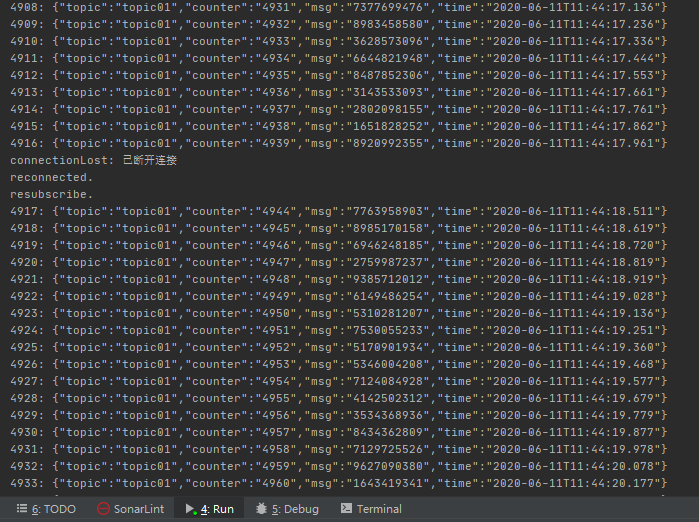 4908: {"topic":"topic01","counter":"4931","msg":"7377699476","time":"2020-06-11T11:44:17.136"}
4909: {"topic":"topic01","counter":"4932","msg":"8983458580","time":"2020-06-11T11:44:17.236"}
4910: {"topic":"topic01","counter":"4933","msg":"3628573096","time":"2020-06-11T11:44:17.336"}
4911: {"topic":"topic01","counter":"4934","msg":"6644821948","time":"2020-06-11T11:44:17.444"}
4912: {"topic":"topic01","counter":"4935","msg":"8487852306","time":"2020-06-11T11:44:17.553"}
4913: {"topic":"topic01","counter":"4936","msg":"3143533093","time":"2020-06-11T11:44:17.661"}
4914: {"topic":"topic01","counter":"4937","msg":"2802098155","time":"2020-06-11T11:44:17.761"}
4915: {"topic":"topic01","counter":"4938","msg":"1651828252","time":"2020-06-11T11:44:17.862"}
4916: {"topic":"topic01","counter":"4939","msg":"8920992355","time":"2020-06-11T11:44:17.961"}
connectionLost: 已断开连接
reconnected.
resubscribe.
4917: {"topic":"topic01","counter":"4944","msg":"7763958903","time":"2020-06-11T11:44:18.511"}
4918: {"topic":"topic01","counter":"4945","msg":"8985170158","time":"2020-06-11T11:44:18.619"}
4919: {"topic":"topic01","counter":"4946","msg":"6946248185","time":"2020-06-11T11:44:18.720"}
4920: {"topic":"topic01","counter":"4947","msg":"2759987237","time":"2020-06-11T11:44:18.819"}
4921: {"topic":"topic01","counter":"4948","msg":"9385712012","time":"2020-06-11T11:44:18.919"}
4922: {"topic":"topic01","counter":"4949","msg":"6149486254","time":"2020-06-11T11:44:19.028"}
4923: {"topic":"topic01","counter":"4950","msg":"5310281207","time":"2020-06-11T11:44:19.136"}
4924: {"topic":"topic01","counter":"4951","msg":"7530055233","time":"2020-06-11T11:44:19.251"}
4925: {"topic":"topic01","counter":"4952","msg":"5170901934","time":"2020-06-11T11:44:19.360"}
4926: {"topic":"topic01","counter":"4953","msg":"5346004208","time":"2020-06-11T11:44:19.468"}
4927: {"topic":"topic01","counter":"4954","msg":"7124084928","time":"2020-06-11T11:44:19.577"}
4928: {"topic":"topic01","counter":"4955","msg":"4142502312","time":"2020-06-11T11:44:19.679"}
4929: {"topic":"topic01","counter":"4956","msg":"3534368936","time":"2020-06-11T11:44:19.779"}
4930: {"topic":"topic01","counter":"4957","msg":"8434362809","time":"2020-06-11T11:44:19.877"}
4931: {"topic":"topic01","counter":"4958","msg":"7129725526","time":"2020-06-11T11:44:19.978"}
4932: {"topic":"topic01","counter":"4959","msg":"9627090380","time":"2020-06-11T11:44:20.078"}
4933: {"topic":"topic01","counter":"4960","msg":"1643419341","time":"2020-06-11T11:44:20.177"}
6: TODO SonarLint 4: Run 5: Debug Terminal